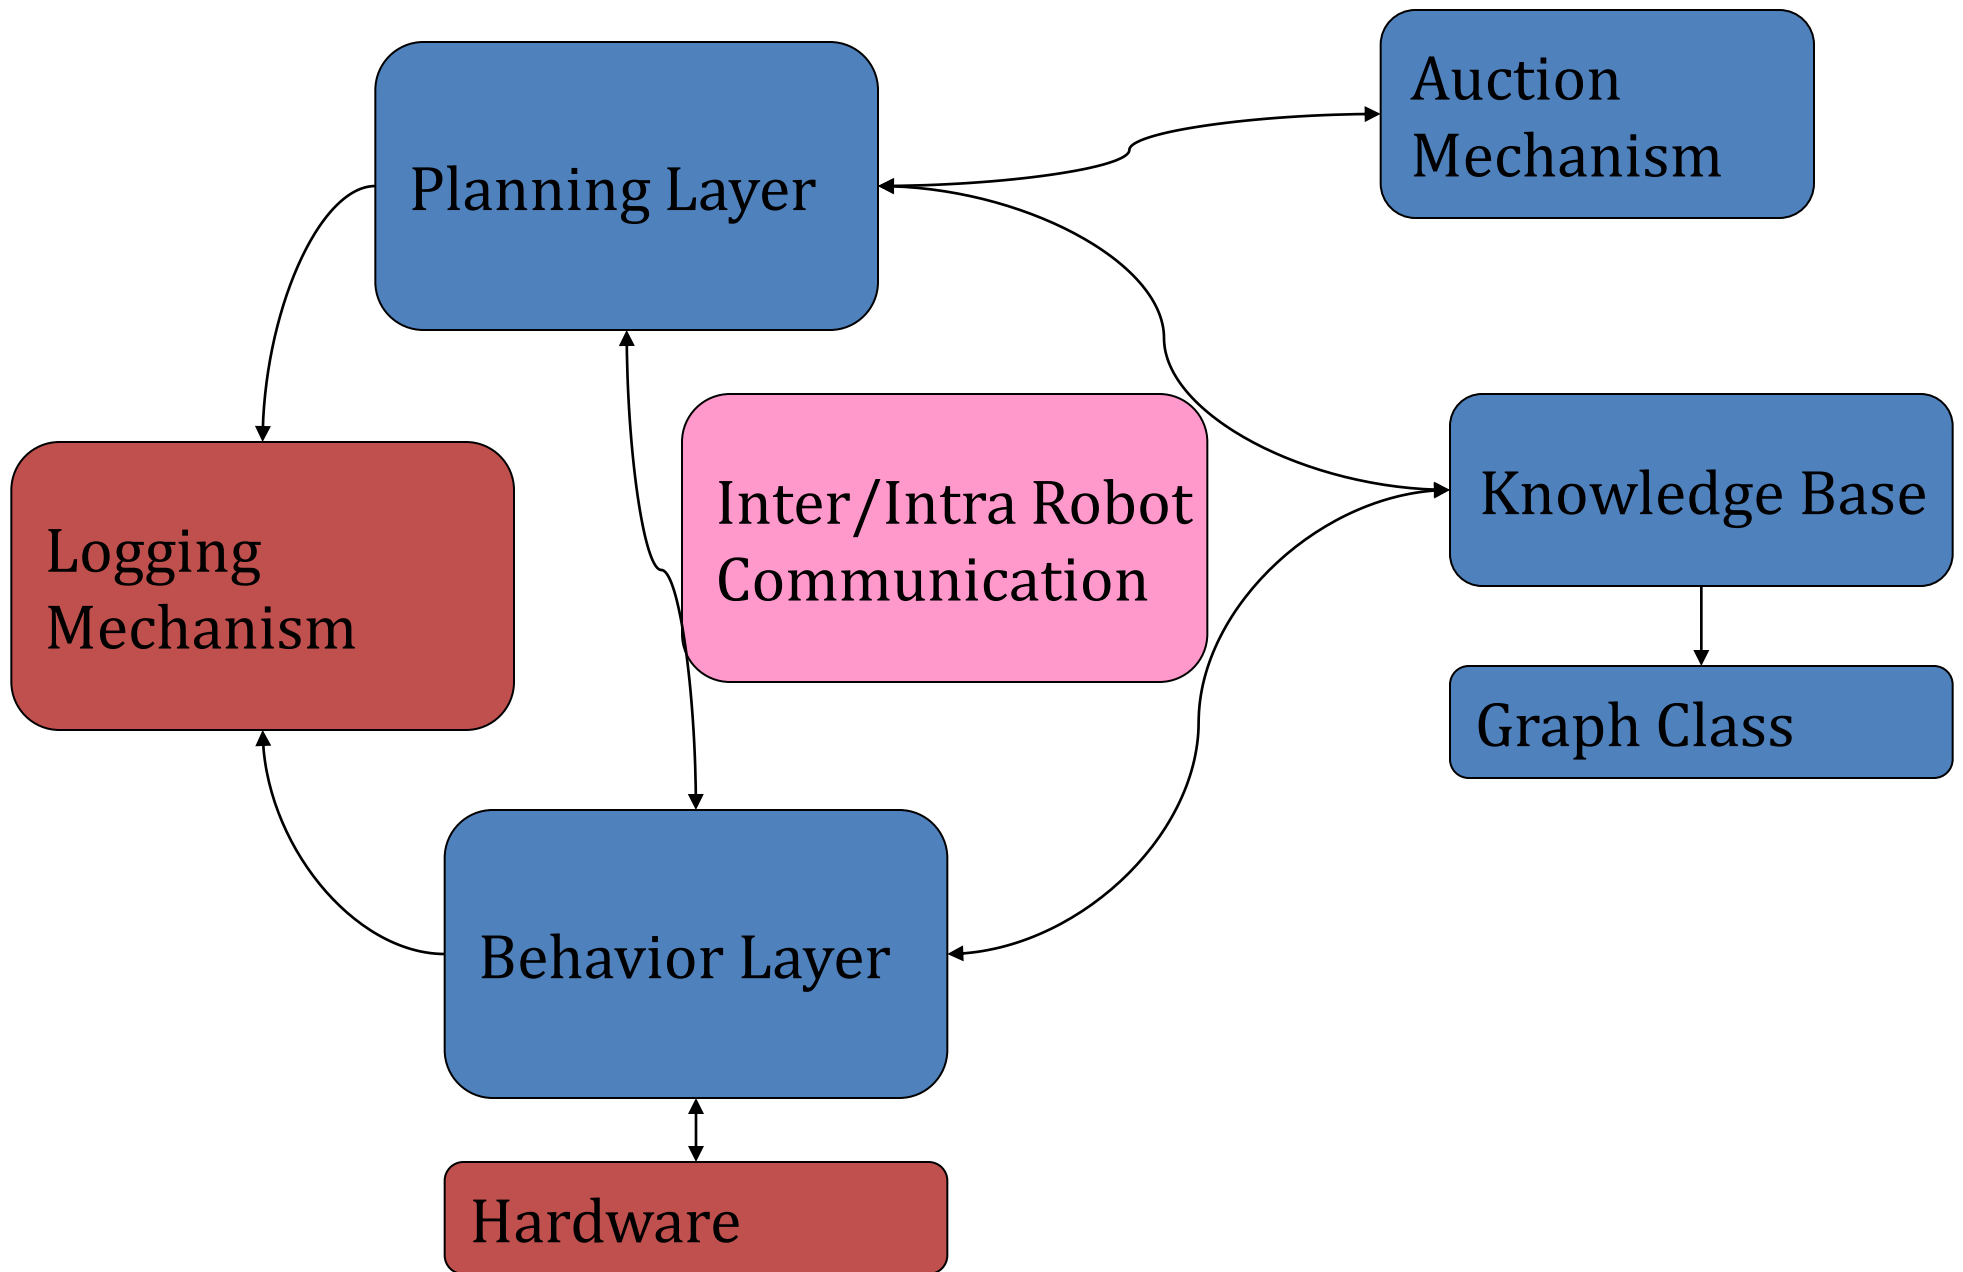 Auction
Mechanism
Planning Layer
Inter/Intra Robot
Communication
Knowledge Base
Logging
Mechanism
Graph Class
Behavior Layer
Hardware